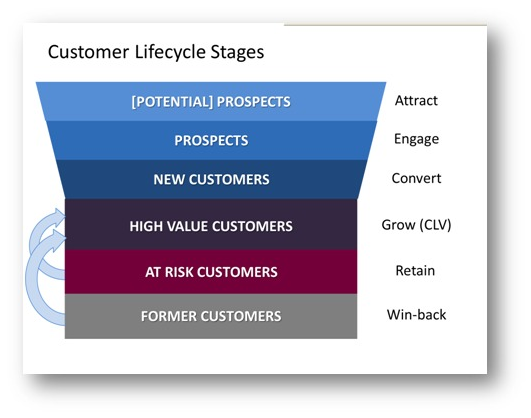 Customer Lifecycle Stages
[POTENTIAL] PROSPECTS Attract
PROSPECTS Engage
NEW CUSTOMERS Convert
HIGH VALUE CUSTOMERS Grow (CLV)
AT RISK CUSTOMERS Retain
FORMER CUSTOMERS Win-back